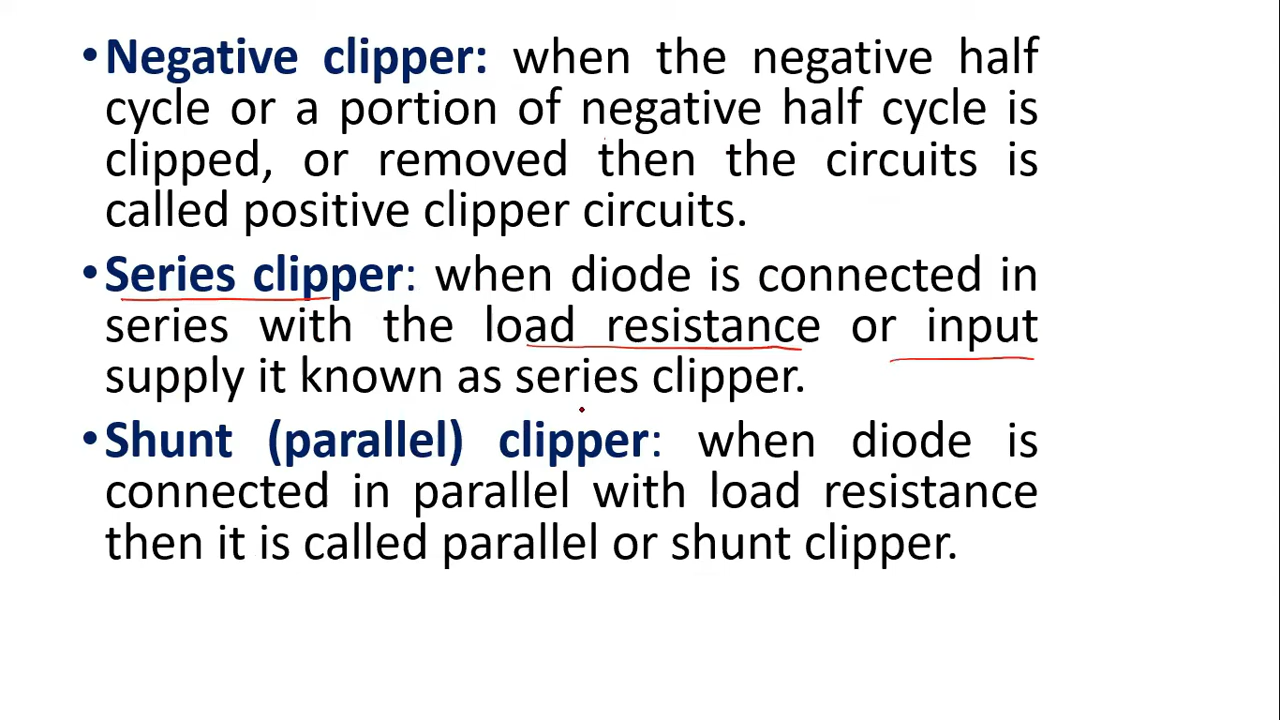 •Negative clipper: when the negative half
cycle or a portion of negative half cycle is
clipped, or removed then the circuits is
called positive clipper circuits.
•Series clipper: when diode is connected in
series with the load resistance or input
supply it known as series clipper.
•Shunt (parallel) clipper: when diode is
connected in parallel with load resistance
then it is called parallel or shunt clipper.